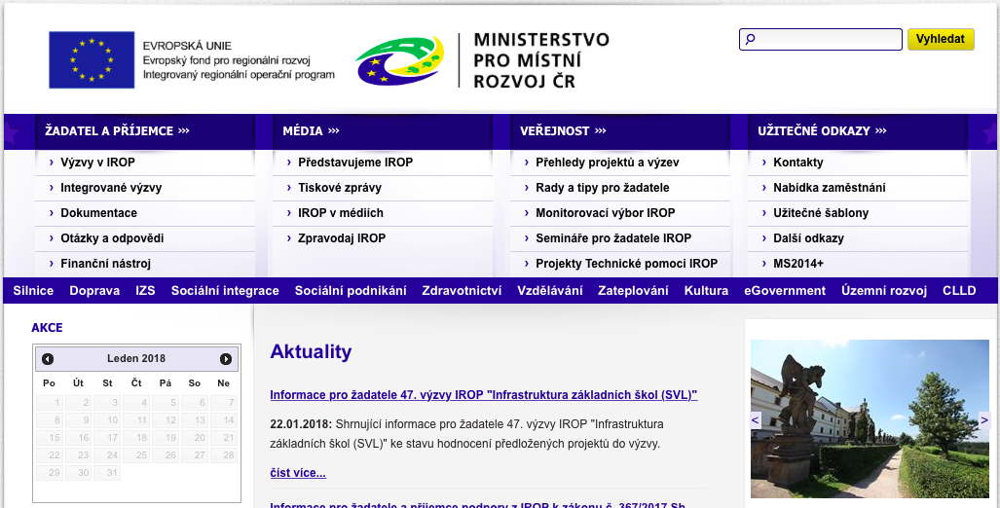 EVROPSKÁ UNIE
Evropský fond pro regionální rozvoj
Integrovaný regionální operační program
MINISTERSTVO
PRO MÍSTNÍ
ROZVOJ ČR
Vyhledat
ŽADATEL A PŘÍJEMCE »›
Výzvy v IROP
Integrované výzvy
Dokumentace
Otázky a odpovědi
Finanční nástroj
MÉDIA »›
Představujeme IROP
Tiskové zprávy
IROP v médiích
Zpravodaj IROP
VEŘEJNOST »›
Přehledy projektů a výzev
Rady a tipy pro žadatele
Monitorovací výbor IROP
Semináře pro žadatele IROP
Projekty Technické pomoci IROP
UŽITEČNÉ ODKAZY »›
Kontakty
Nabídka zaměstnání
Užitečné šablony
Další odkazy
MS2014+
Silnice Doprava IZS Sociální integrace Sociální podnikání Zdravotnictví Vzdělávání Zateplování Kultura eGovernment Územní rozvoj CLLD
AKCE
Leden 2018
Po Út St Čt Pá So Ne
1 2 3 4 5 6 7
8 9 10 11 12 13 14
15 16 17 18 19 20 21
22 23 24 25 26 27 28
29 30 31
Aktuality
Informace pro žadatele 47. výzvy IROP "Infrastruktura základních škol (SVL)"
22.01.2018: Shrnující informace pro žadatele 47. výzvy IROP "Infrastruktura
základních škol (SVL)" ke stavu hodnocení předložených projektů do výzvy.
číst více...
Informace pro žadatele a příjemce podpory z IROP k zákonu č. 367/2017 Sb.
< >